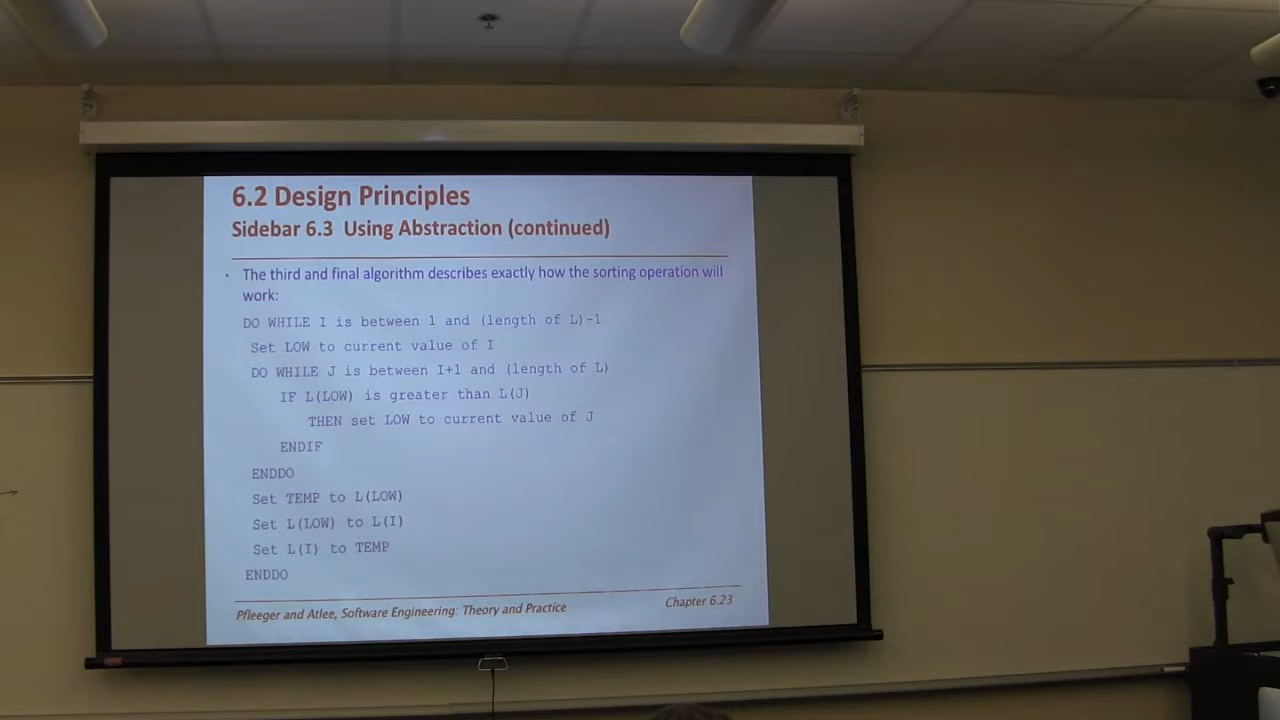 6.2 Design Principles
Sidebar 6.3 Using Abstraction (continued)
• The third and final algorithm describes exactly how the sorting operation will
work:
DO WHILE I is between 1 and (length of L)-1
Set LOW to current value of I
DO WHILE J is between I+1 and (length of L)
IF L(LOW) is greater than L(J)
THEN set LOW to current value of J
ENDIF
ENDDO
Set TEMP to L(LOW)
Set L(LOW) to L(I)
Set L(I) to TEMP
ENDDO
Pfleeger and Atlee, Software Engineering: Theory and Practice
Chapter 6.23